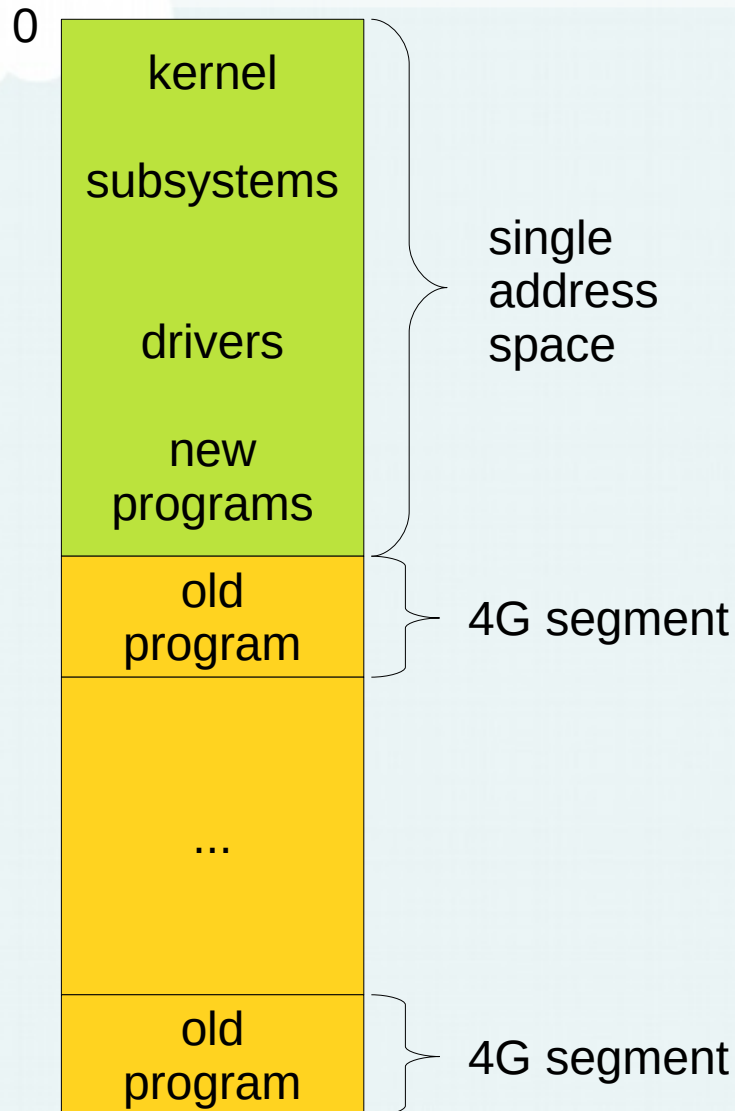 0
kernel
subsystems
drivers
new
programs
single
address
space
old
program
4G segment
...
old
program
4G segment